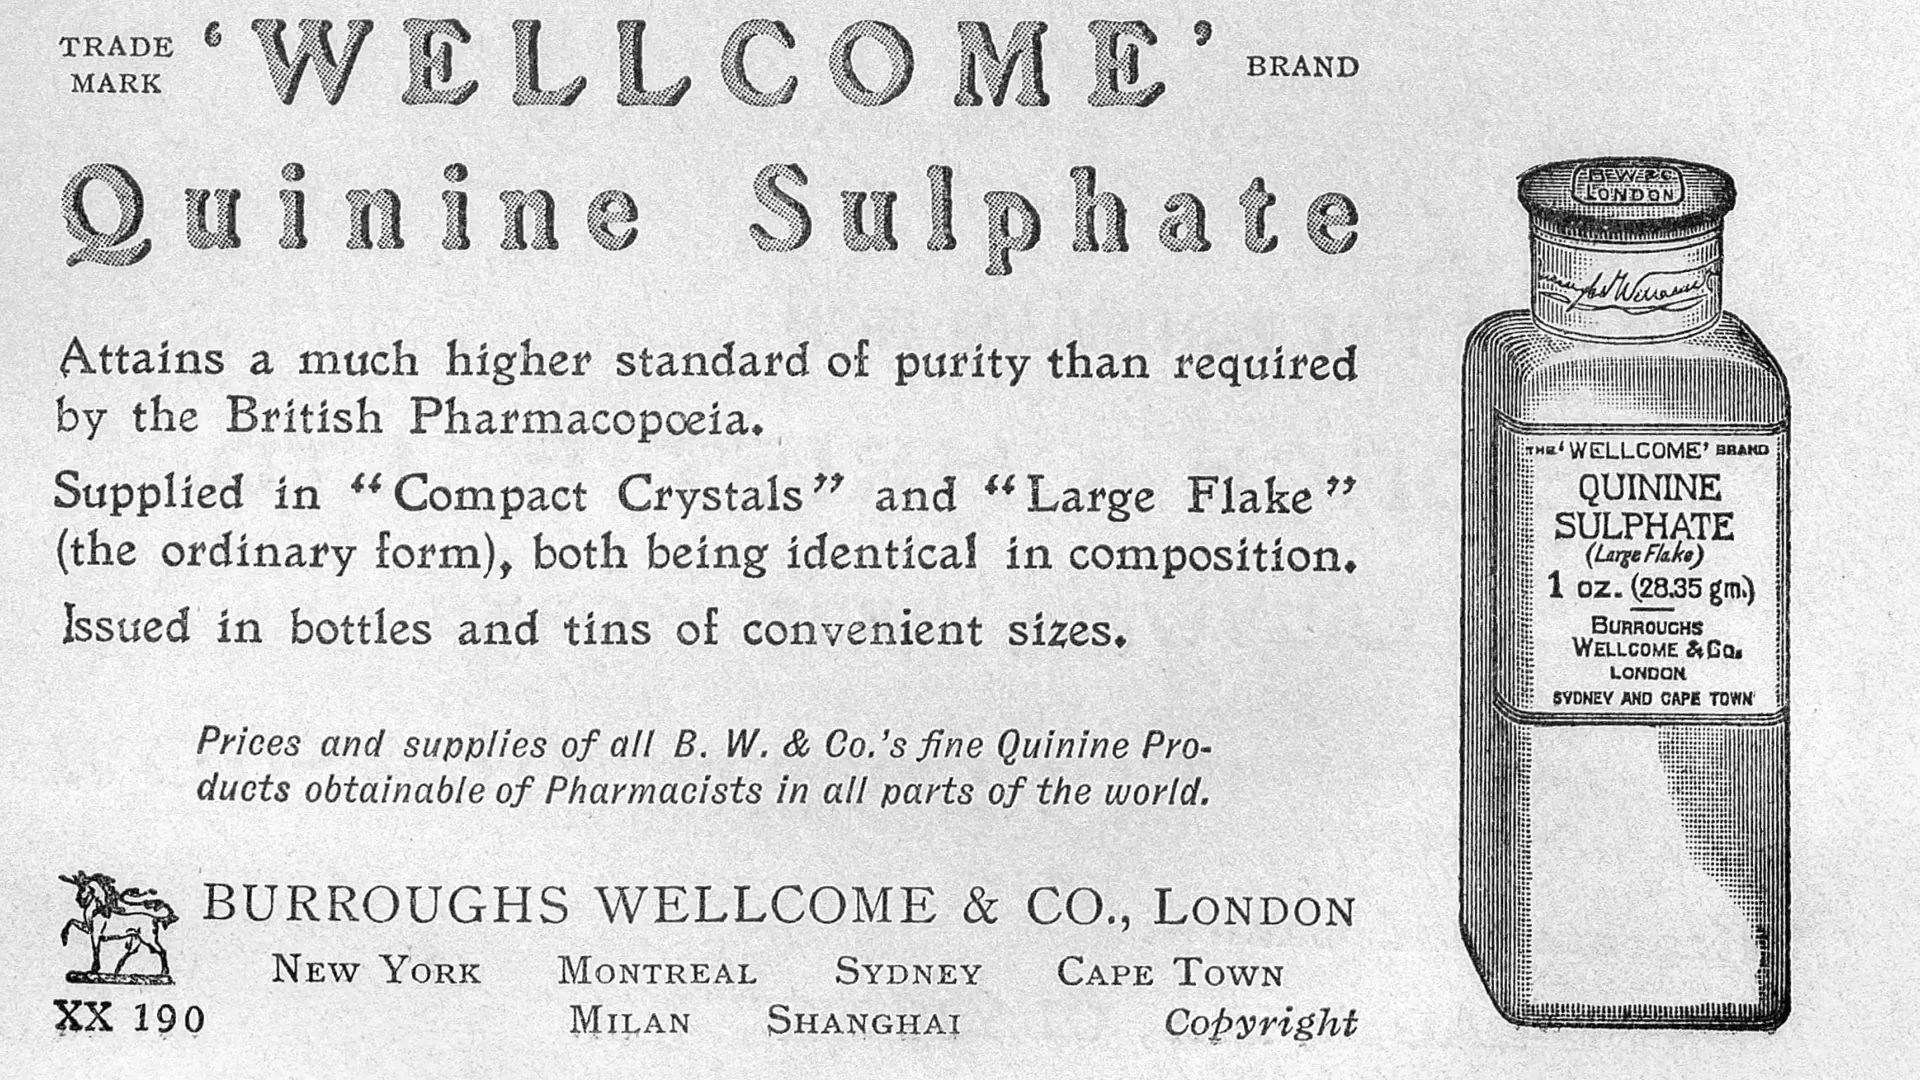 TRADE MARK ‘WELLCOME’ BRAND
Quinine Sulphate
Attains a much higher standard of purity than required
by the British Pharmacopœia.
Supplied in “Compact Crystals” and “Large Flake”
(the ordinary form), both being identical in composition.
Issued in bottles and tins of convenient sizes.
Prices and supplies of all B. W. & Co.'s fine Quinine Pro-
ducts obtainable of Pharmacists in all parts of the world.
BURROUGHS WELLCOME & CO., LONDON
NEW YORK MONTREAL SYDNEY CAPE TOWN
XX 190 MILAN SHANGHAI Copyright
B.W.&C
LONDON
THE ‘WELLCOME’ BRAND
QUININE
SULPHATE
(Large Flake)
1 oz. (28.35 gm.)
BURROUGHS
WELLCOME & Co.
LONDON
SYDNEY AND CAPE TOWN